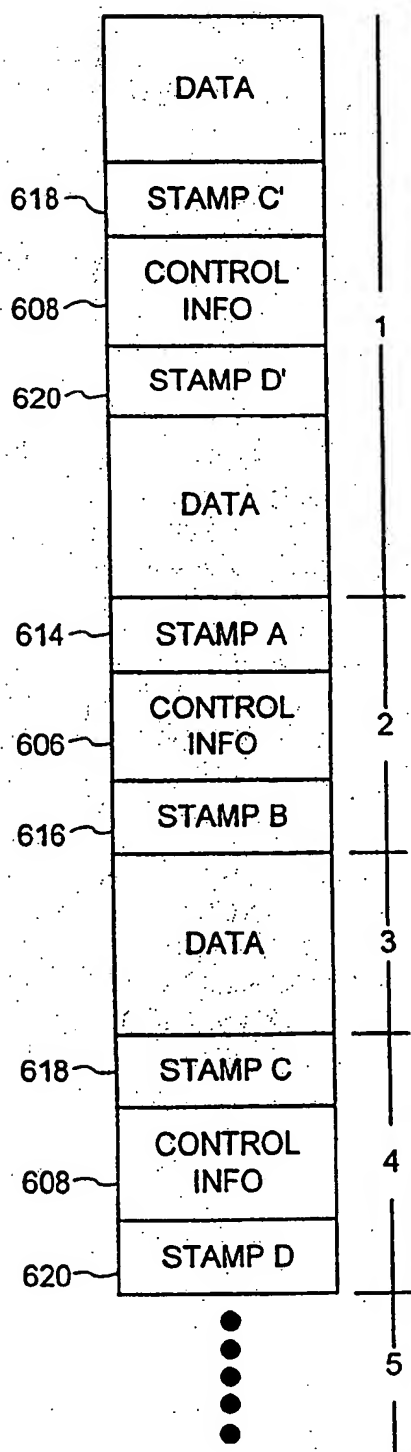 DATA
618 STAMP C'
608 CONTROL INFO
1
620 STAMP D'
DATA
614 STAMP A
606 CONTROL INFO
2
616 STAMP B
DATA
3
618 STAMP C
608 CONTROL INFO
4
620 STAMP D
5